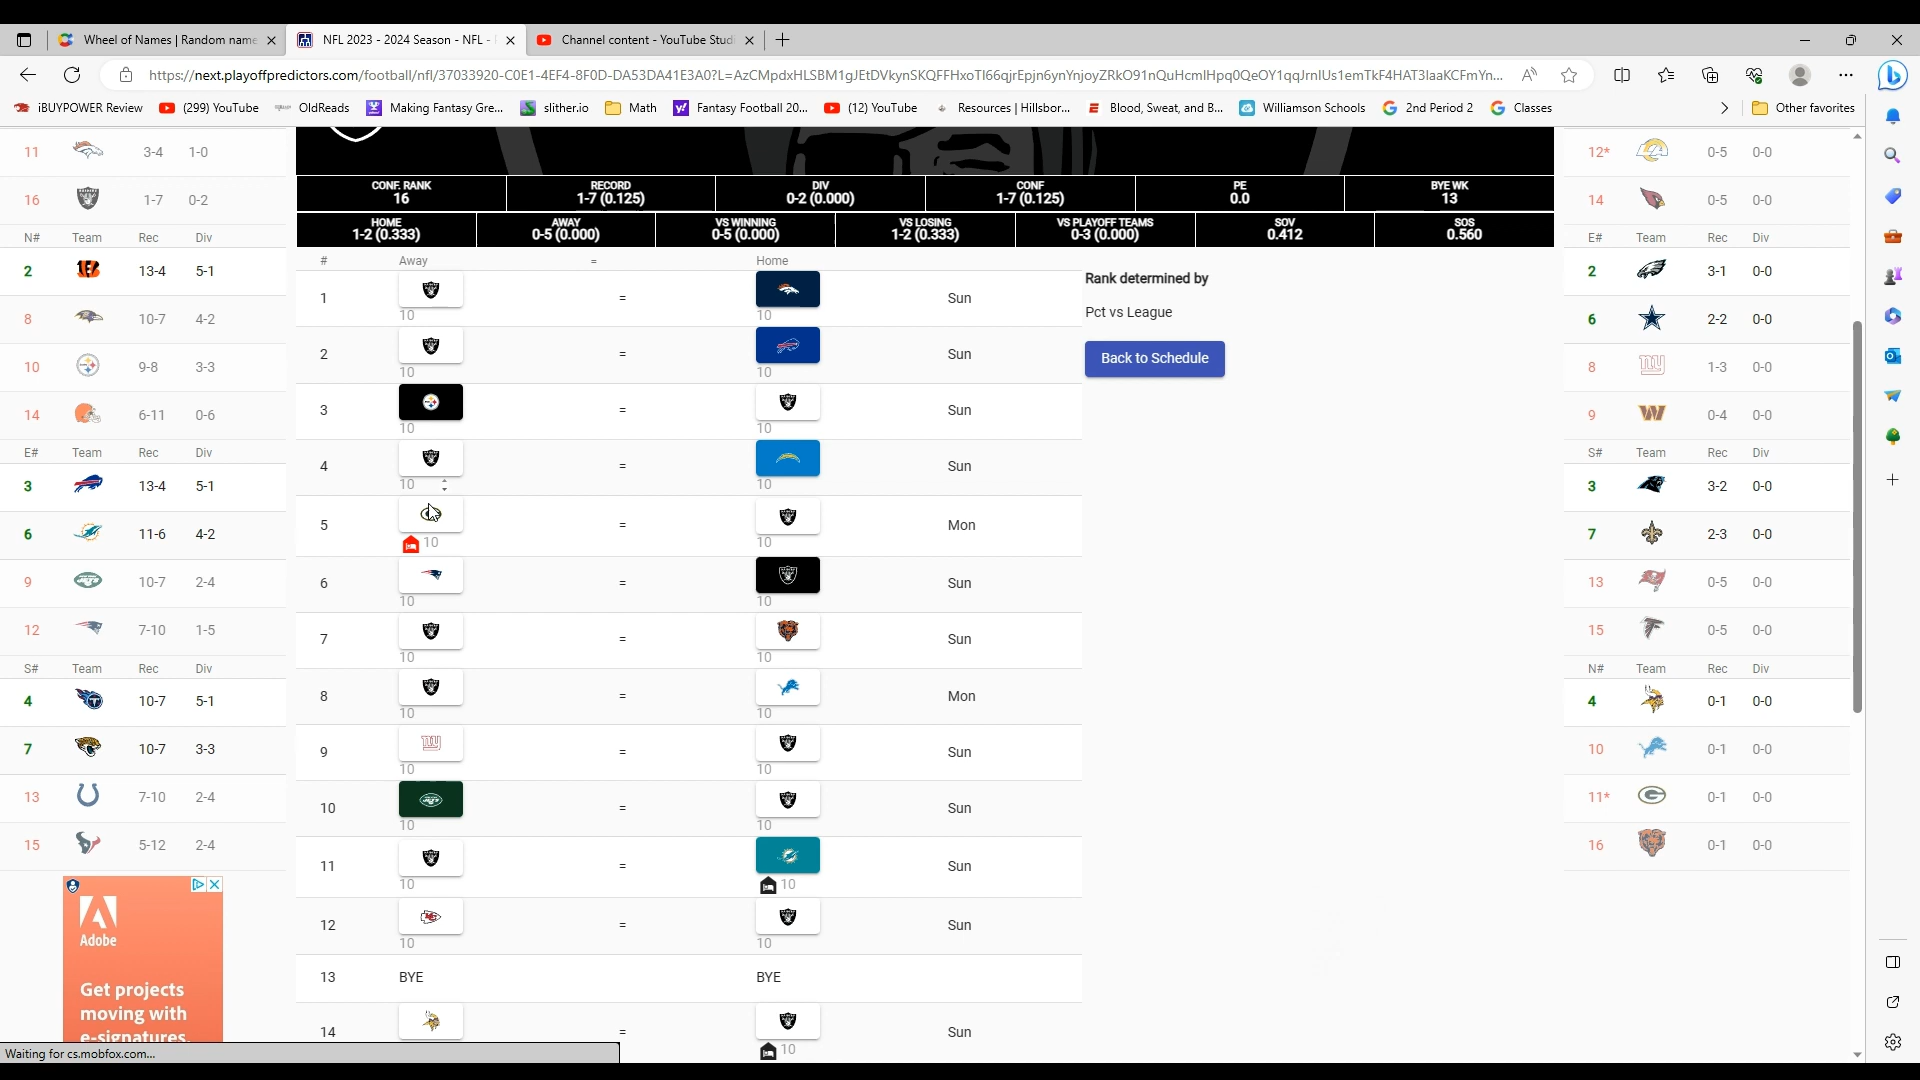 Wheel of Names | Random name
NFL 2023 - 2024 Season - NFL -
Channel content - YouTube Studi
https://next.playoffpredictors.com/football/nfl/37033920-C0E1-4EF4-8F0D-DA53DA41E3A0?L=AzCMpdxHLSBM1gJEtDVkynSKQFFHxoTl66qjrEpjn6ynYnjoyZRkO91nQuHcmIHpq0QeOY1qqJrnIUs1emTkF4HAT3IaaKCFmYn...
iBUYPOWER Review
(299) YouTube
OldReads
Making Fantasy Gre...
slither.io
Math
Fantasy Football 20...
(12) YouTube
Resources | Hillsbor...
Blood, Sweat, and B...
Williamson Schools
2nd Period 2
Classes
Other favorites
11 3-4 1-0
16 1-7 0-2
N# Team Rec Div
2 13-4 5-1
8 10-7 4-2
10 9-8 3-3
14 6-11 0-6
E# Team Rec Div
3 13-4 5-1
6 11-6 4-2
9 10-7 2-4
12 7-10 1-5
S# Team Rec Div
4 10-7 5-1
7 10-7 3-3
13 7-10 2-4
15 5-12 2-4
Adobe
Get projects
moving with
e-signatures.
Waiting for cs.mobfox.com...
CONF. RANK RECORD DIV CONF PE BYE WK
16 1-7 (0.125) 0-2 (0.000) 1-7 (0.125) 0.0 13
HOME AWAY VS WINNING VS LOSING VS PLAYOFF TEAMS SOV SOS
1-2 (0.333) 0-5 (0.000) 0-5 (0.000) 1-2 (0.333) 0-3 (0.000) 0.412 0.560
# Away = Home
1 = Sun
10 10
2 = Sun
10 10
3 = Sun
10 10
4 = Sun
10 10
5 = Mon
10 10
6 = Sun
10 10
7 = Sun
10 10
8 = Mon
10 10
9 ny = Sun
10 10
10 JETS = Sun
10 10
11 = Sun
10 10
12 KC = Sun
10 10
13 BYE BYE
14 = Sun
10
Rank determined by
Pct vs League
Back to Schedule
12* LA 0-5 0-0
14 0-5 0-0
E# Team Rec Div
2 3-1 0-0
6 2-2 0-0
8 ny 1-3 0-0
9 W 0-4 0-0
S# Team Rec Div
3 3-2 0-0
7 2-3 0-0
13 0-5 0-0
15 0-5 0-0
N# Team Rec Div
4 0-1 0-0
10 0-1 0-0
11* G 0-1 0-0
16 0-1 0-0